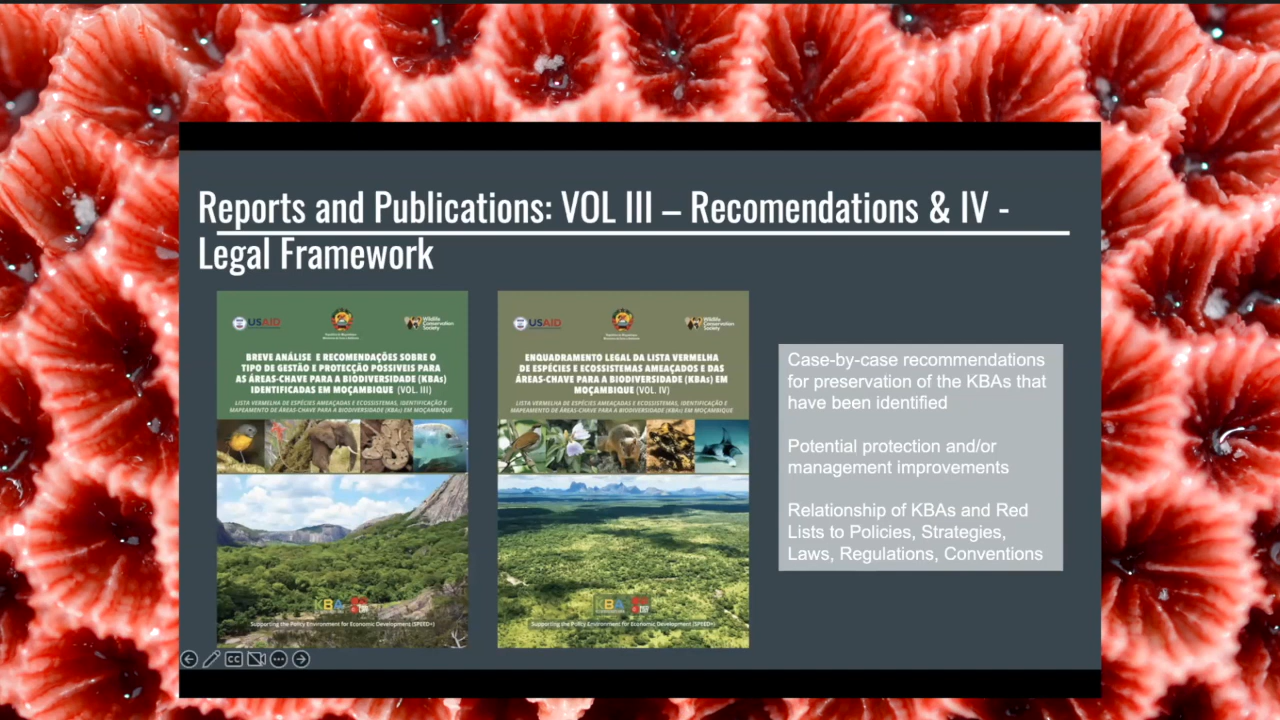 Reports and Publications: VOL III – Recomendations & IV -
Legal Framework
USAID
Wildlife
Conservation
Society
BREVE ANÁLISE E RECOMENDAÇÕES SOBRE O
TIPO DE GESTÃO E PROTECÇÃO POSSIVEIS PARA
AS ÁREAS-CHAVE PARA A BIODIVERSIDADE (KBAs)
IDENTIFICADAS EM MOÇAMBIQUE (VOL. III)
LISTA VERMELHA DE ESPÉCIES AMEAÇADAS E ECOSSISTEMAS, IDENTIFICAÇÃO E
MAPEAMENTO DE ÁREAS-CHAVE PARA A BIODIVERSIDADE (KBAs) EM MOÇAMBIQUE
KBA
Supporting the Policy Environment for Economic Development (SPEED+)
USAID
Wildlife
Conservation
Society
ENQUADRAMENTO LEGAL DA LISTA VERMELHA
DE ESPÉCIES E ECOSSISTEMAS AMEAÇADOS E DAS
ÁREAS-CHAVE PARA A BIODIVERSIDADE (KBAs) EM
MOÇAMBIQUE (VOL. IV)
LISTA VERMELHA DE ESPÉCIES AMEAÇADAS E ECOSSISTEMAS, IDENTIFICAÇÃO E
MAPEAMENTO DE ÁREAS-CHAVE PARA A BIODIVERSIDADE (KBAs) EM MOÇAMBIQUE
KBA
Supporting the Policy Environment for Economic Development (SPEED+)
Case-by-case recommendations
for preservation of the KBAs that
have been identified
Potential protection and/or
management improvements
Relationship of KBAs and Red
Lists to Policies, Strategies,
Laws, Regulations, Conventions
CC